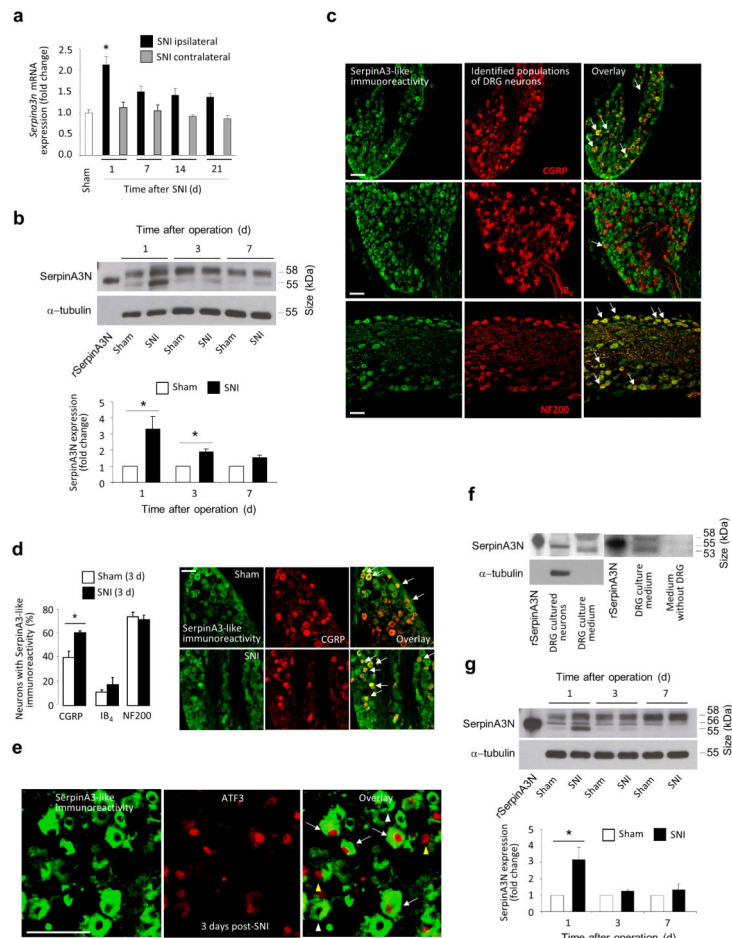 a
SNI ipsilateral
SNI contralateral
Serpina3n mRNA
expression (fold change)
2.5
2.0
1.5
1.0
0.5
0.0
*
Sham
1 7 14 21
Time after SNI (d)
b
Time after operation (d)
1 3 7
SerpinA3N
58
55
α–tubulin
55
Size (kDa)
rSerpinA3N
Sham
SNI
Sham
SNI
Sham
SNI
Sham
SNI
SerpinA3N expression
(fold change)
5
4
3
2
1
0
*
*
1 3 7
Time after operation (d)
c
SerpinA3-like
immunoreactivity
Identified populations
of DRG neurons
Overlay
CGRP
IB4
NF200
d
Sham (3 d)
SNI (3 d)
Neurons with SerpinA3-like
immunoreactivity (%)
80
60
40
20
0
*
CGRP IB4 NF200
Sham
SerpinA3-like
immunoreactivity
CGRP
Overlay
SNI
e
SerpinA3-like
Immunoreactivity
ATF3
Overlay
3 days post-SNI
f
SerpinA3N
58
55
53
Size (kDa)
α–tubulin
rSerpinA3N
DRG cultured
neurons
DRG culture
medium
rSerpinA3N
DRG culture
medium
Medium
without DRG
g
Time after operation (d)
1 3 7
SerpinA3N
58
56
55
α–tubulin
55
Size (kDa)
rSerpinA3N
Sham
SNI
Sham
SNI
Sham
SNI
Sham
SNI
SerpinA3N expression
(fold change)
5
4
3
2
1
0
*
1 3 7
Time after operation (d)